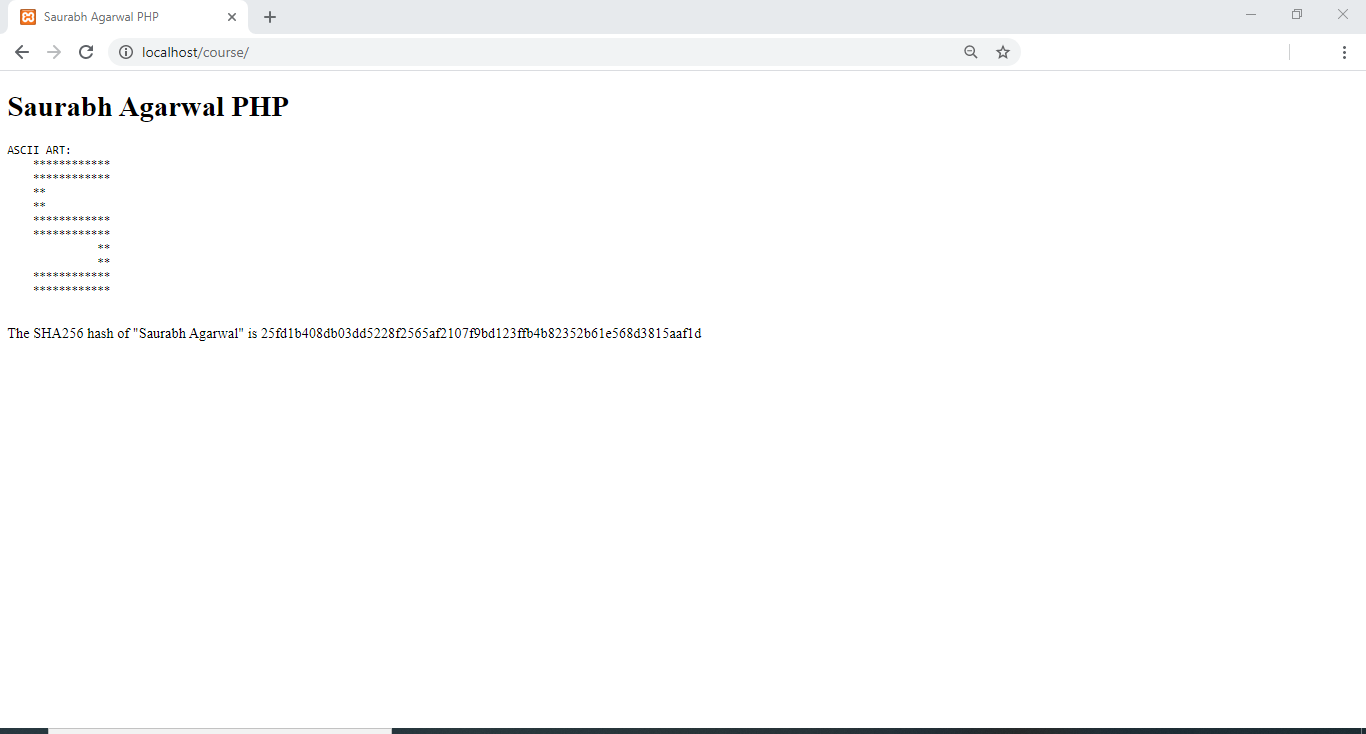 Saurabh Agarwal PHP
localhost/course/
Saurabh Agarwal PHP
ASCII ART:
    ************
    ************
    **
    **
    ************
    ************
              **
              **
    ************
    ************
The SHA256 hash of "Saurabh Agarwal" is 25fd1b408db03dd5228f2565af2107f9bd123ffb4b82352b61e568d3815aaf1d